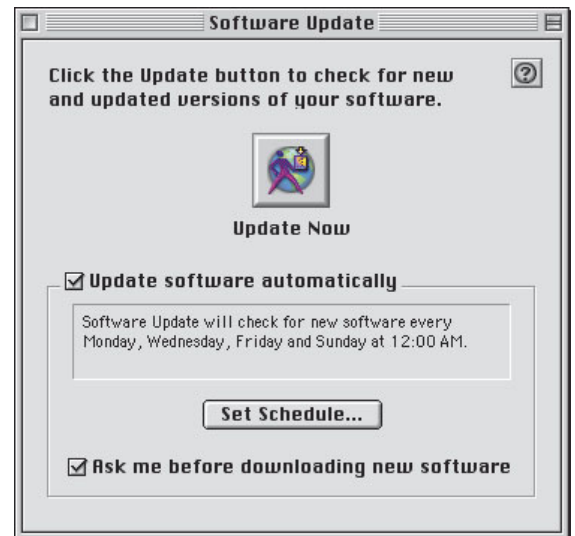 Software Update
Click the Update button to check for new
and updated versions of your software.
?
Update Now
Update software automatically
Software Update will check for new software every
Monday, Wednesday, Friday and Sunday at 12:00 AM.
Set Schedule...
Ask me before downloading new software